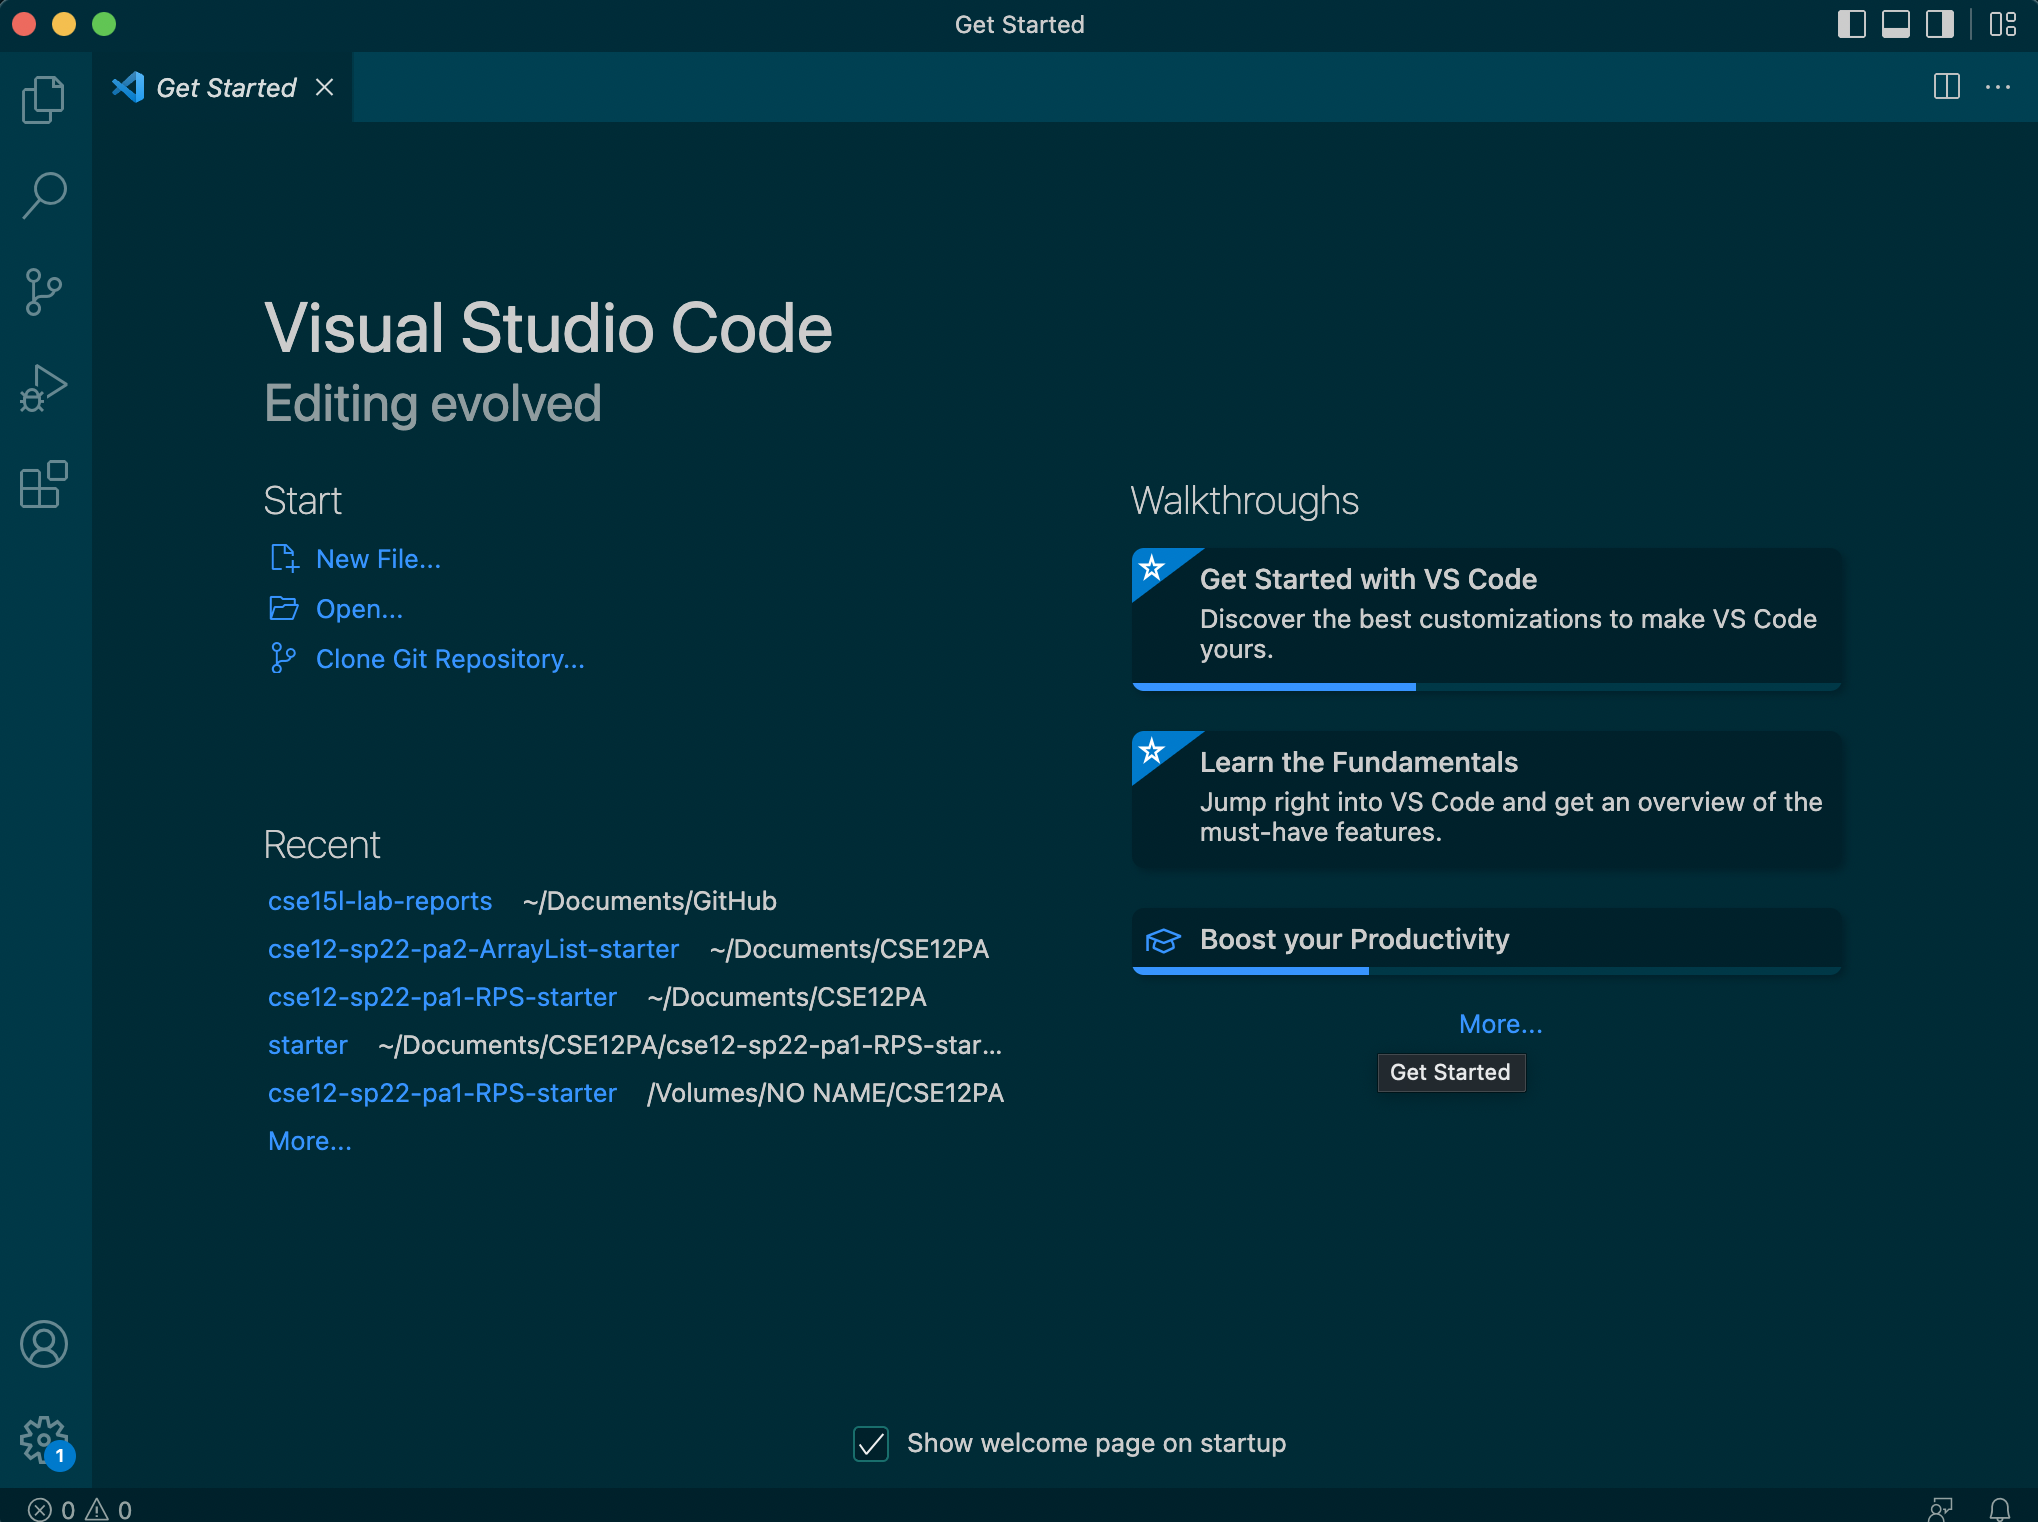 Get Started
Get Started
Visual Studio Code
Editing evolved
Start
New File...
Open...
Clone Git Repository...
Recent
cse15l-lab-reports ~/Documents/GitHub
cse12-sp22-pa2-ArrayList-starter ~/Documents/CSE12PA
cse12-sp22-pa1-RPS-starter ~/Documents/CSE12PA
starter ~/Documents/CSE12PA/cse12-sp22-pa1-RPS-star...
cse12-sp22-pa1-RPS-starter /Volumes/NO NAME/CSE12PA
More...
Walkthroughs
Get Started with VS Code
Discover the best customizations to make VS Code
yours.
Learn the Fundamentals
Jump right into VS Code and get an overview of the
must-have features.
Boost your Productivity
More...
Get Started
Show welcome page on startup
1
0 0